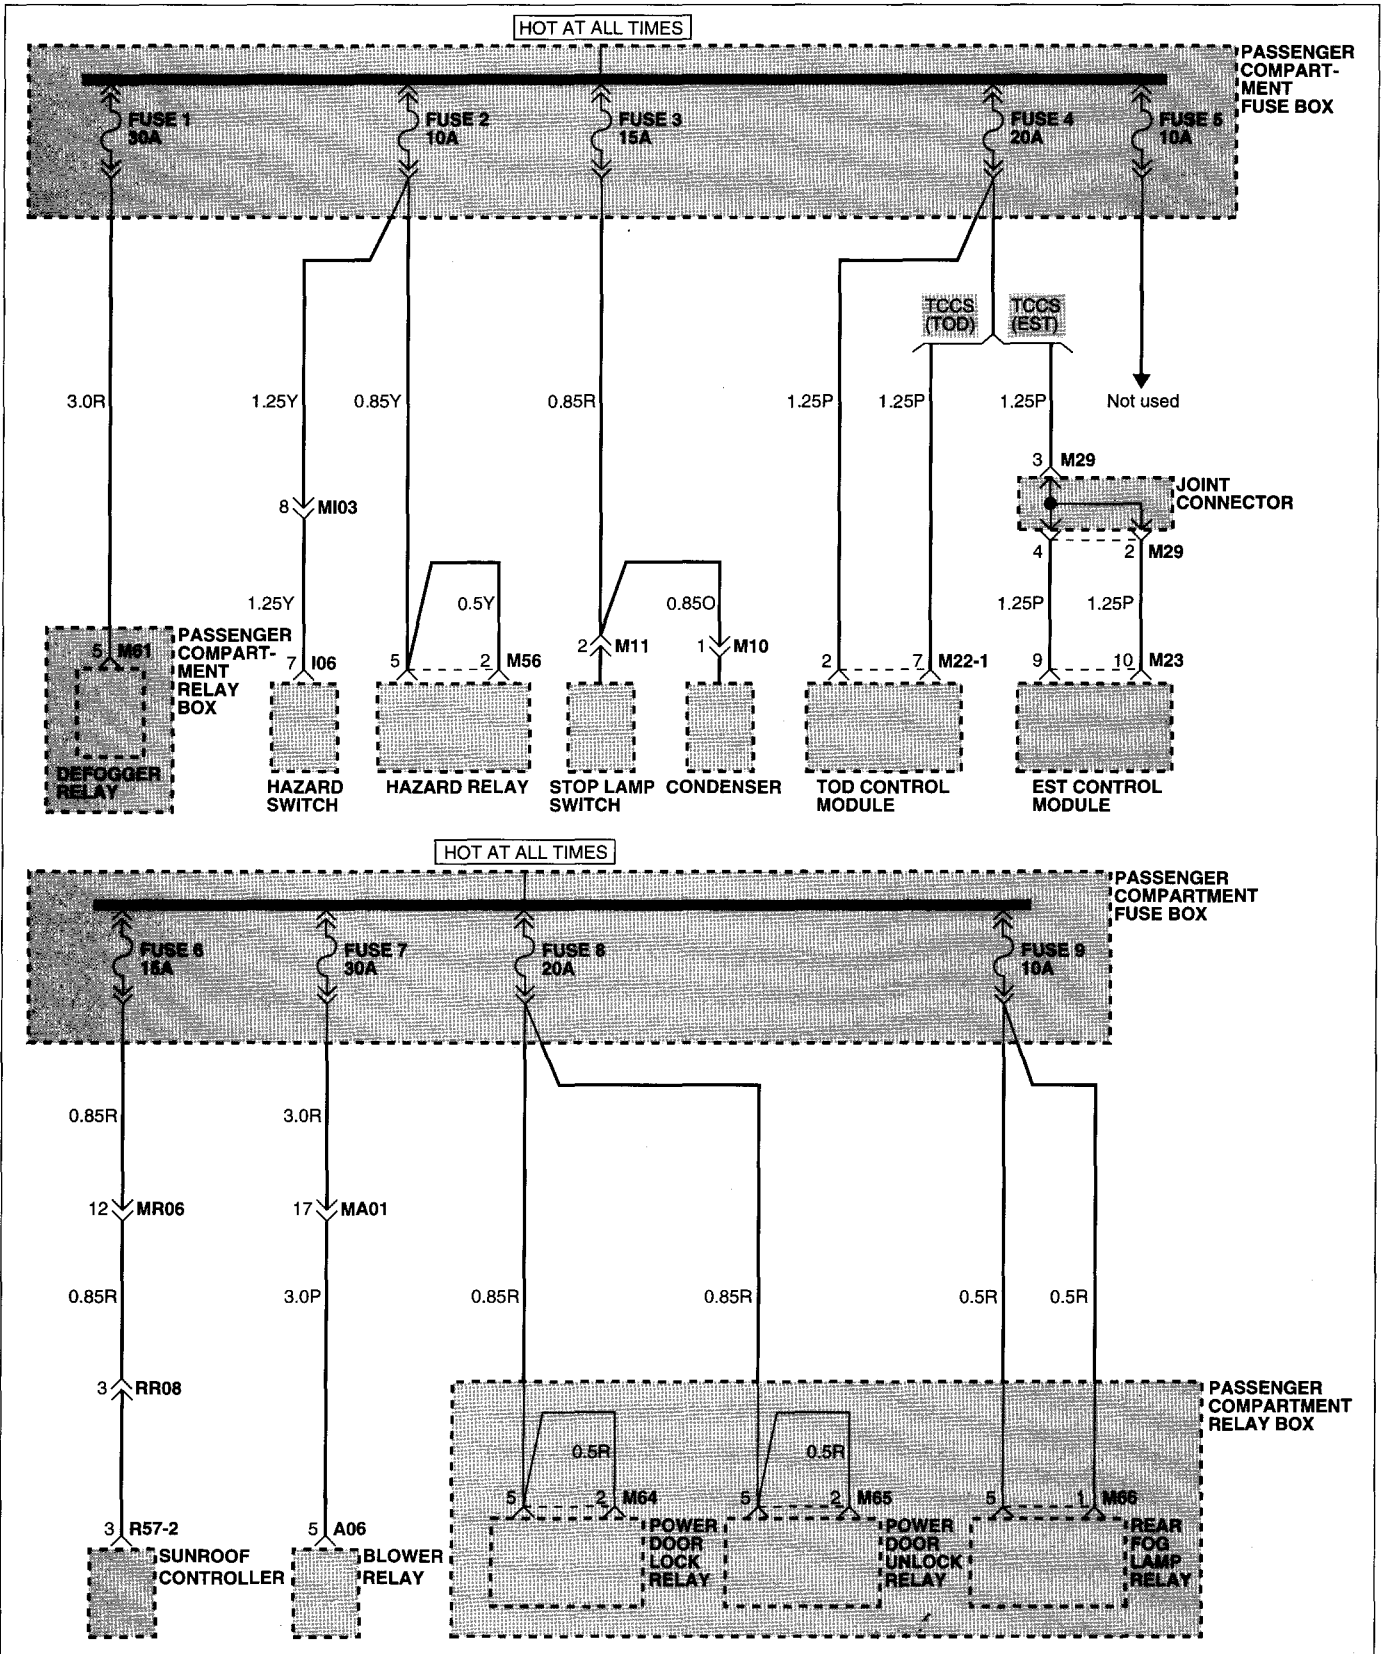 HOT AT ALL TIMES
PASSENGER
COMPART-
MENT
FUSE BOX
FUSE 1
30A
FUSE 2
10A
FUSE 3
15A
FUSE 4
20A
FUSE 5
10A
TCCS
(TOD)
TCCS
(EST)
3.0R
1.25Y
0.85Y
0.85R
1.25P
1.25P
1.25P
Not used
3 M29
JOINT
CONNECTOR
8 MI03
4
2 M29
1.25Y
0.5Y
0.85O
1.25P
1.25P
PASSENGER
COMPART-
MENT
RELAY
BOX
5 M61
7 I06
5
2 M56
2 M11
1 M10
2
7 M22-1
9
10 M23
DEFOGGER
RELAY
HAZARD
SWITCH
HAZARD RELAY
STOP LAMP
SWITCH
CONDENSER
TOD CONTROL
MODULE
EST CONTROL
MODULE
HOT AT ALL TIMES
PASSENGER
COMPARTMENT
FUSE BOX
FUSE 6
15A
FUSE 7
30A
FUSE 8
20A
FUSE 9
10A
0.85R
3.0R
12 MR06
17 MA01
0.85R
3.0P
0.85R
0.85R
0.5R
0.5R
3 RR08
PASSENGER
COMPARTMENT
RELAY BOX
0.5R
0.5R
5
2 M64
5
2 M65
5
1 M66
3 R57-2
5 A06
SUNROOF
CONTROLLER
BLOWER
RELAY
POWER
DOOR
LOCK
RELAY
POWER
DOOR
UNLOCK
RELAY
REAR
FOG
LAMP
RELAY